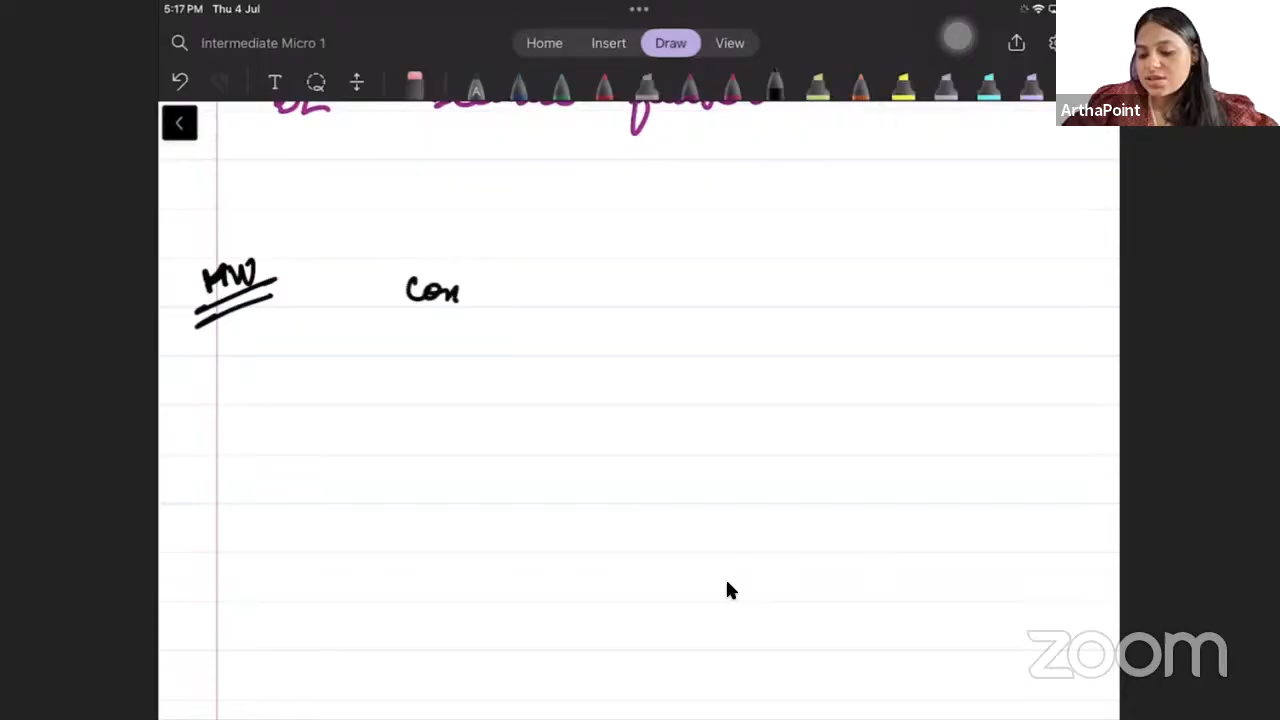 5:17 PM Thu 4 Jul
Intermediate Micro 1
Home Insert Draw View
T
A
ArthaPoint
HW Con
zoom